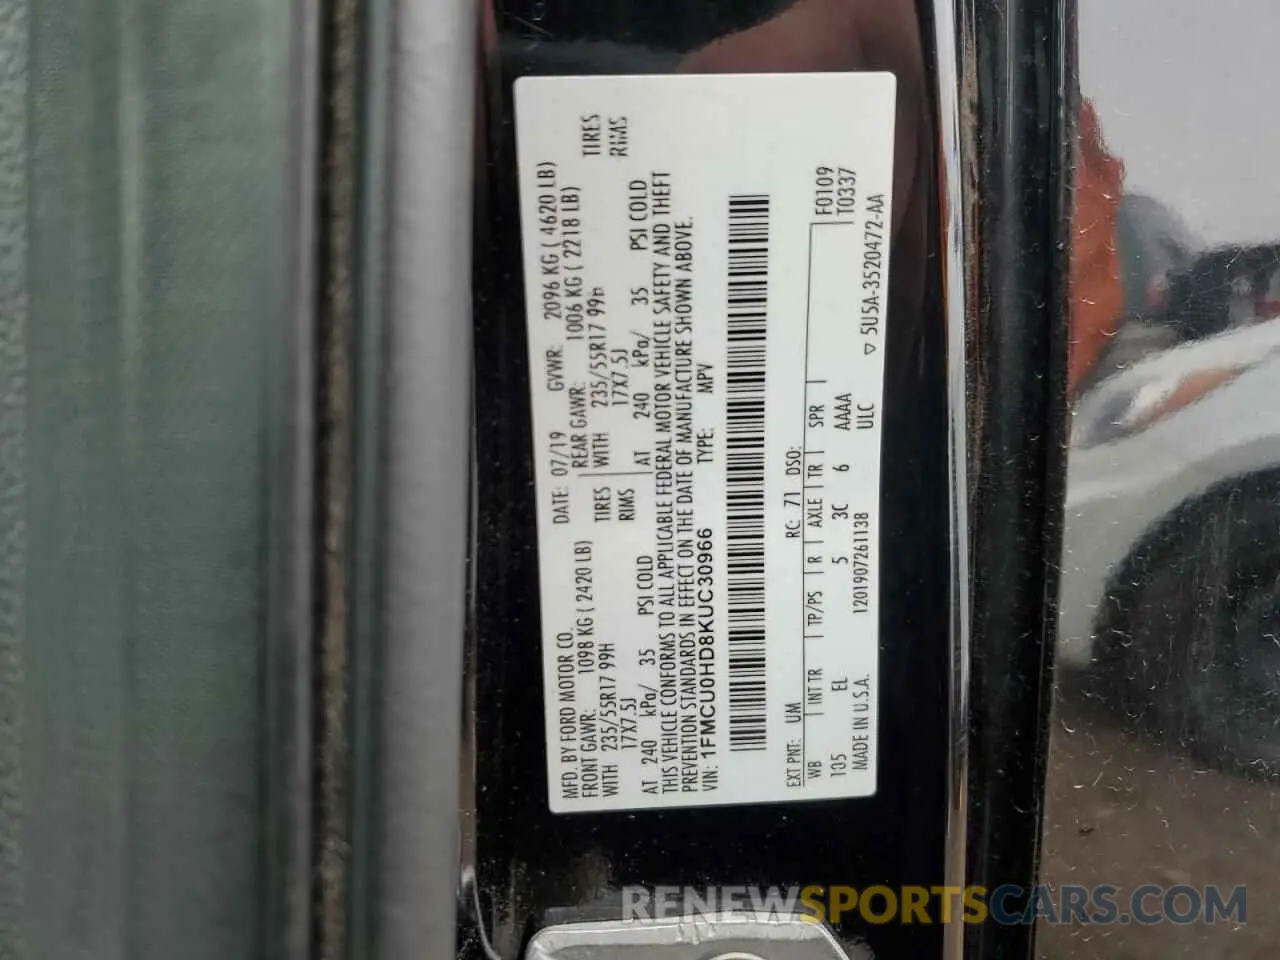 MFD. BY FORD MOTOR CO.
DATE: 07/19 GVWR: 2096 KG ( 4620 LB)
FRONT GAWR: 1098 KG ( 2420 LB)
REAR GAWR: 1006 KG ( 2218 LB)
WITH 235/55R17 99H TIRES
WITH 235/55R17 TIRES
17X7.5J RIMS
17X7.5J RIMS
AT 240 kPa/ 35 PSI COLD
AT 240 kPa/ 35 PSI COLD
THIS VEHICLE CONFORMS TO ALL APPLICABLE FEDERAL MOTOR VEHICLE SAFETY AND THEFT
PREVENTION STANDARDS IN EFFECT ON THE DATE OF MANUFACTURE SHOWN ABOVE.
VIN: 1FMCU0HD8KUC30966 TYPE: MPV
EXT PNT: UM RC: 71 DSO:
WB INT TR TP/PS R AXLE TR SPR F0109
T0337
105 EL 5 3C 6 AAAA
MADE IN U.S.A. 1201907261138 ULC
▽ 5U5A-3520472-AA
RENEWSPORTSCARS.COM